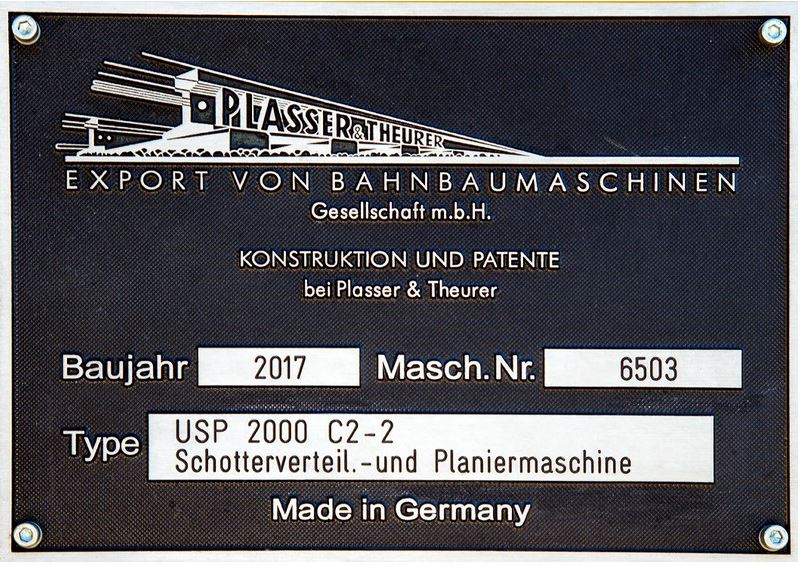 PLASSER & THEURER
EXPORT VON BAHNBAUMASCHINEN
Gesellschaft m.b.H.
KONSTRUKTION UND PATENTE
bei Plasser & Theurer
Baujahr 2017 Masch.Nr. 6503
Type USP 2000 C2-2
Schotterverteil.-und Planiermaschine
Made in Germany